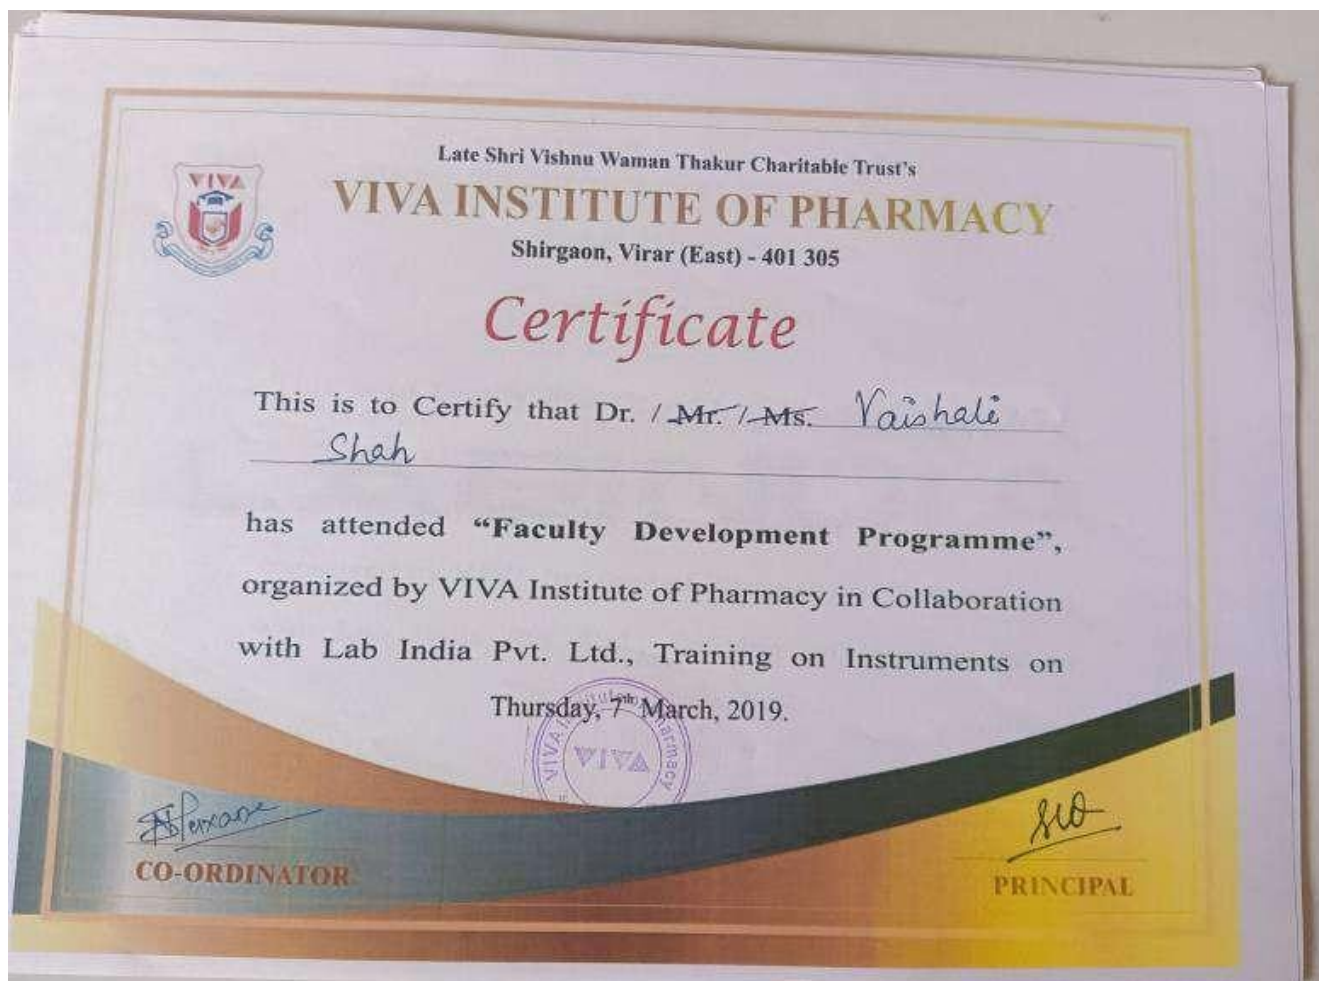 Late Shri Vishnu Waman Thakur Charitable Trust's
VIVA
VIVA INSTITUTE OF PHARMACY
Shirgaon, Virar (East) - 401 305
Certificate
This is to Certify that Dr. / Mr. / Ms. Vaishali
Shah
has attended “Faculty Development Programme”,
organized by VIVA Institute of Pharmacy in Collaboration
with Lab India Pvt. Ltd., Training on Instruments on
Thursday, 7th March, 2019.
VIVA
CO-ORDINATOR
PRINCIPAL